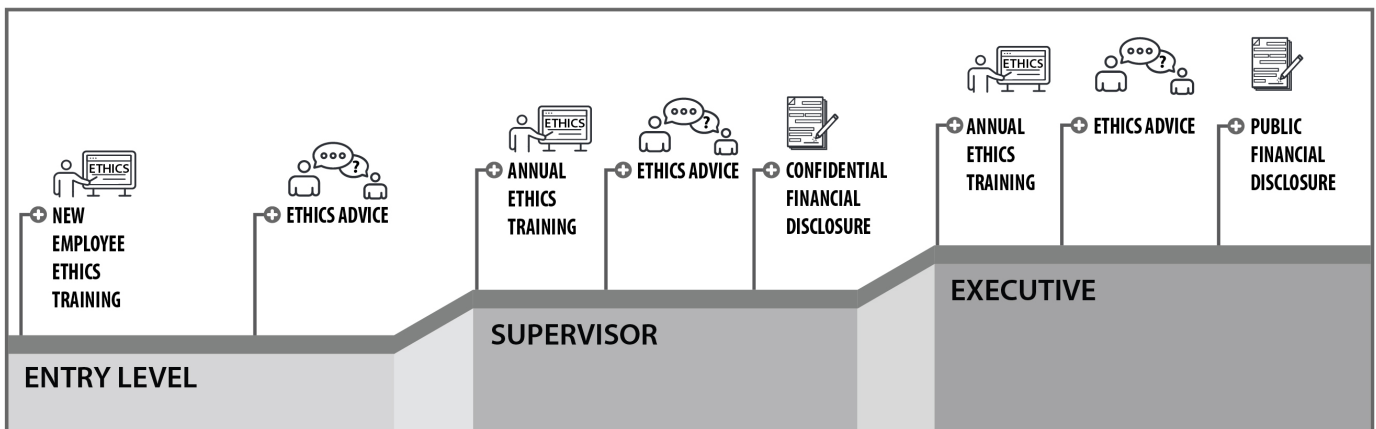 ETHICS
NEW
EMPLOYEE
ETHICS
TRAINING
?
ETHICS ADVICE
ENTRY LEVEL
ETHICS
ANNUAL
ETHICS
TRAINING
?
ETHICS ADVICE
CONFIDENTIAL
FINANCIAL
DISCLOSURE
SUPERVISOR
ETHICS
ANNUAL
ETHICS
TRAINING
?
ETHICS ADVICE
PUBLIC
FINANCIAL
DISCLOSURE
EXECUTIVE